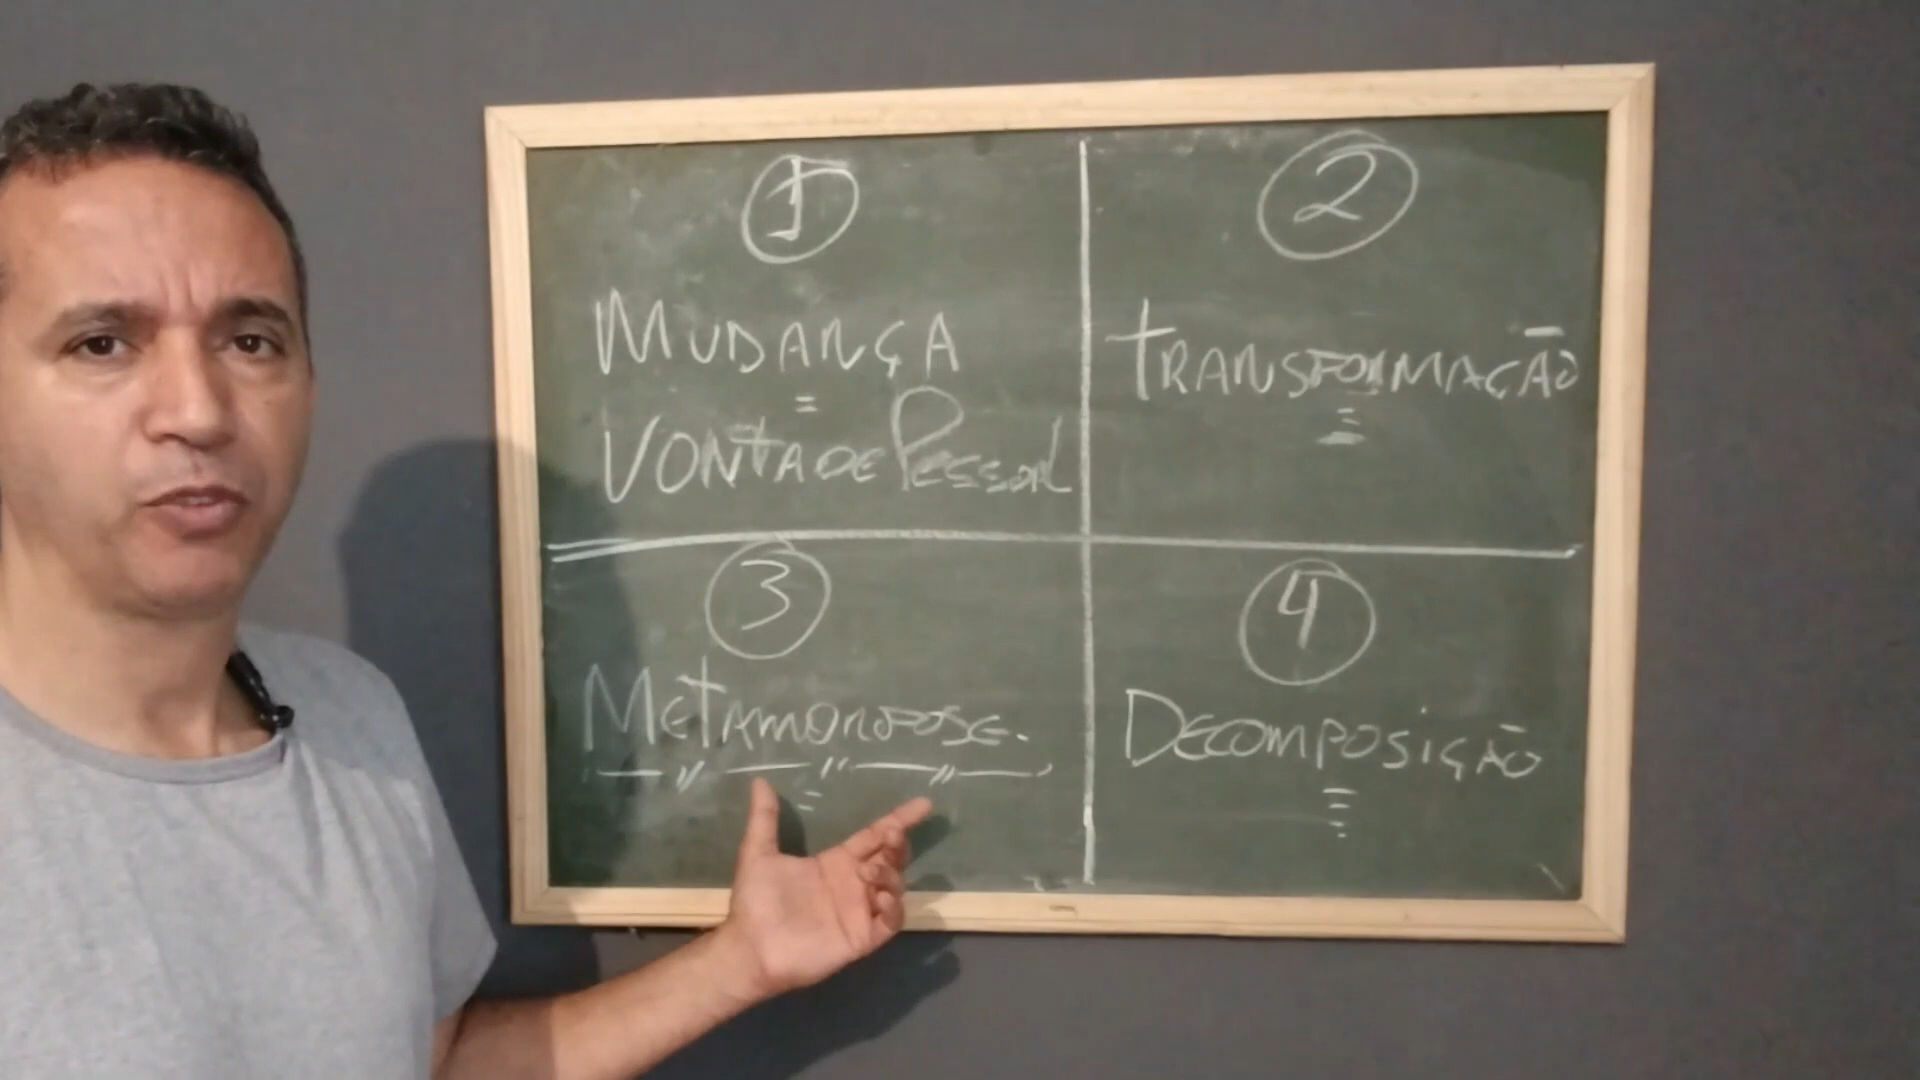 1
MUDANÇA
=
VONTADE PESSOAL
2
TRANSFORMAÇÃO
3
METAMORFOSE.
4
DECOMPOSIÇÃO